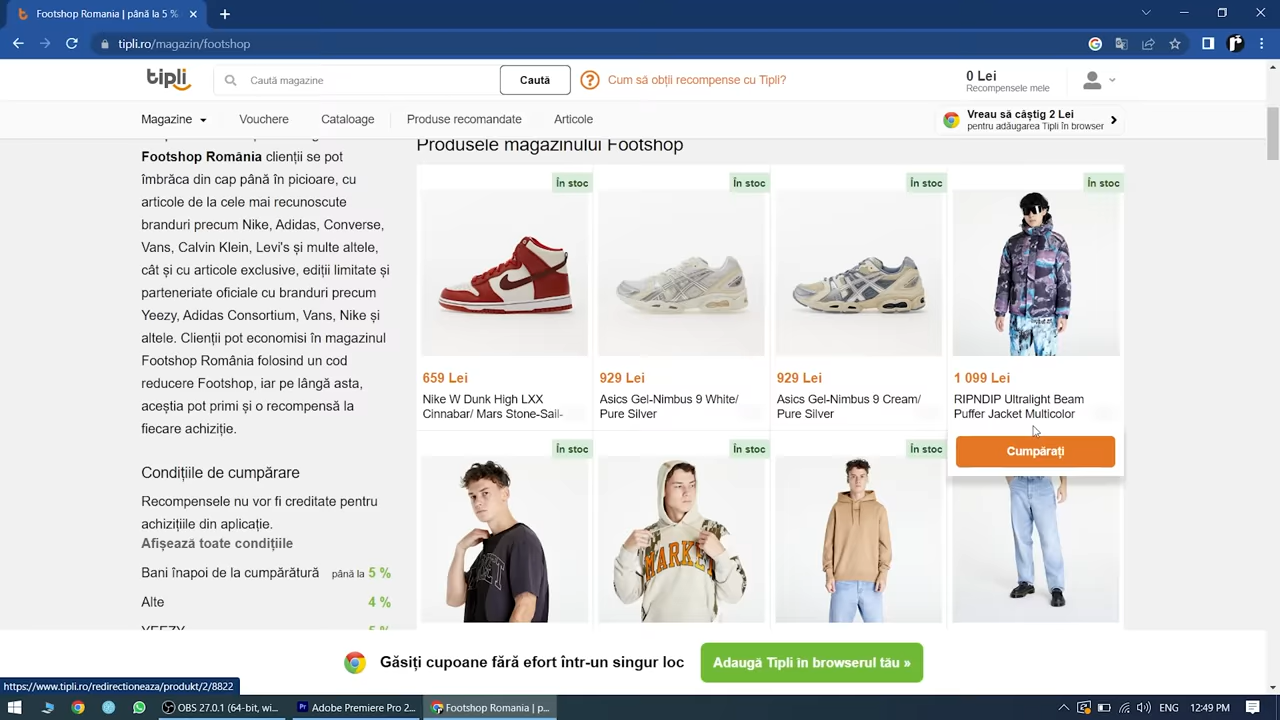 Footshop Romania | până la 5 %
tipli.ro/magazin/footshop
tipli
Caută magazine
Caută
Cum să obții recompense cu Tipli?
0 Lei
Recompensele mele
Magazine
Vouchere
Cataloage
Produse recomandate
Articole
Vreau să câștig 2 Lei
pentru adăugarea Tipli în browser
Footshop România clienții se pot
îmbrăca din cap până în picioare, cu
articole de la cele mai recunoscute
branduri precum Nike, Adidas, Converse,
Vans, Calvin Klein, Levi's și multe altele,
cât și cu articole exclusive, ediții limitate și
parteneriate oficiale cu branduri precum
Yeezy, Adidas Consortium, Vans, Nike și
altele. Clienții pot economisi în magazinul
Footshop România folosind un cod
reducere Footshop, iar pe lângă asta,
aceștia pot primi și o recompensă la
fiecare achiziție.
Condițiile de cumpărare
Recompensele nu vor fi creditate pentru
achizițiile din aplicație.
Afișează toate condițiile
Bani înapoi de la cumpărătură până la 5 %
Alte 4 %
YEEZY 5 %
Produsele magazinului Footshop
În stoc
În stoc
În stoc
În stoc
659 Lei
Nike W Dunk High LXX
Cinnabar/ Mars Stone-Sail-
929 Lei
Asics Gel-Nimbus 9 White/
Pure Silver
929 Lei
Asics Gel-Nimbus 9 Cream/
Pure Silver
1 099 Lei
RIPNDIP Ultralight Beam
Puffer Jacket Multicolor
Cumpărați
În stoc
În stoc
În stoc
MARKET
Găsiți cupoane fără efort într-un singur loc
Adaugă Tipli in browserul tău »
https://www.tipli.ro/redirectioneaza/produkt/2/8822
OBS 27.0.1 (64-bit, wi...
Adobe Premiere Pro 2...
Footshop Romania | p...
ENG
12:49 PM